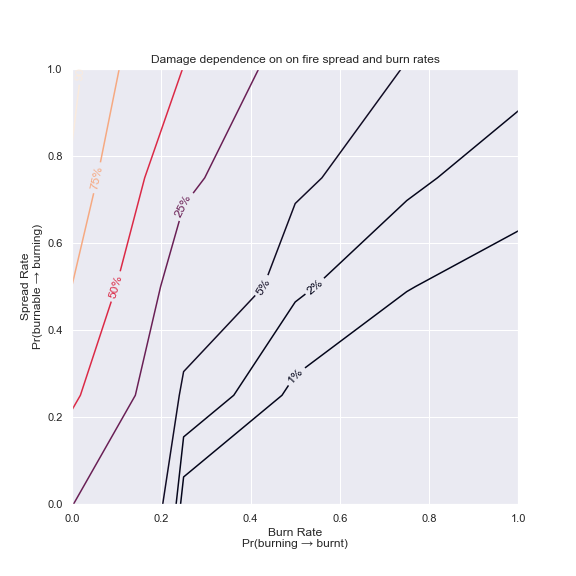 Damage dependence on on fire spread and burn rates
1.0
0.8
0.6
0.4
0.2
0.0
Spread Rate
Pr(burnable → burning)
75%
50%
25%
5%
2%
1%
0.0 0.2 0.4 0.6 0.8 1.0
Burn Rate
Pr(burning → burnt)